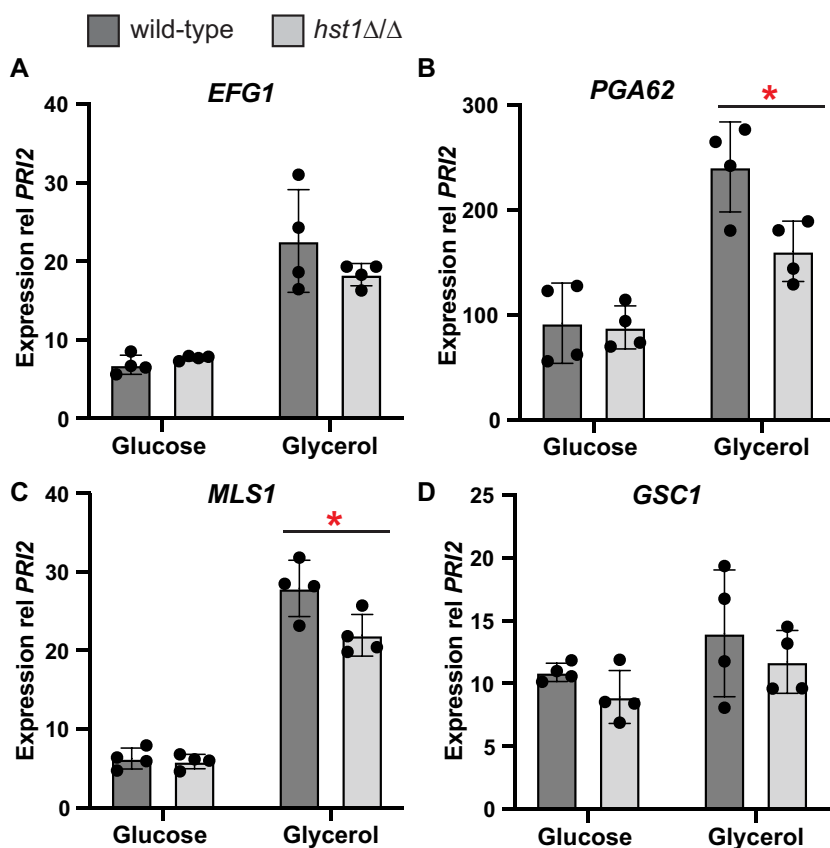 wild-type hst1Δ/Δ
A
EFG1
Expression rel PRI2
40
30
20
10
0
Glucose Glycerol
B
PGA62
*
Expression rel PRI2
300
200
100
0
Glucose Glycerol
C
MLS1
*
Expression rel PRI2
40
30
20
10
0
Glucose Glycerol
D
GSC1
Expression rel PRI2
25
20
15
10
5
0
Glucose Glycerol